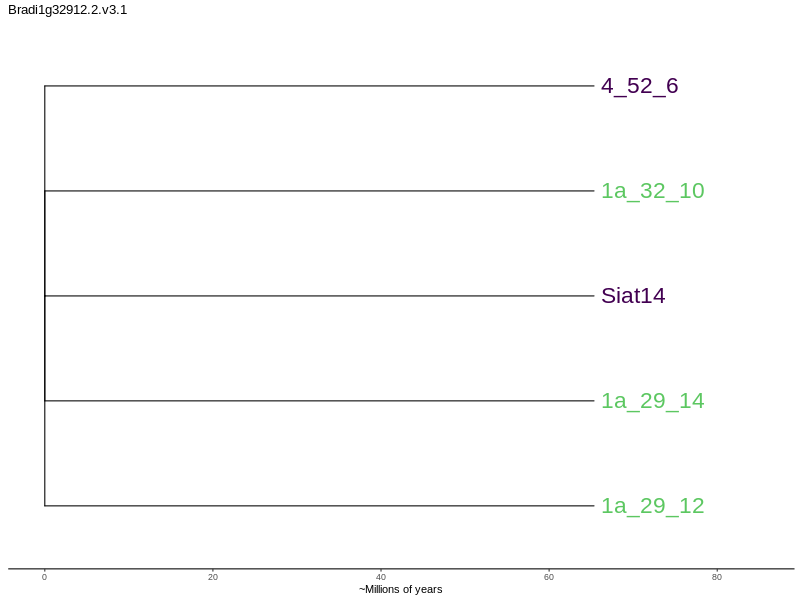 Bradi1g32912.2.v3.1
4_52_6
1a_32_10
Siat14
1a_29_14
1a_29_12
0 20 40 60 80
~Millions of years